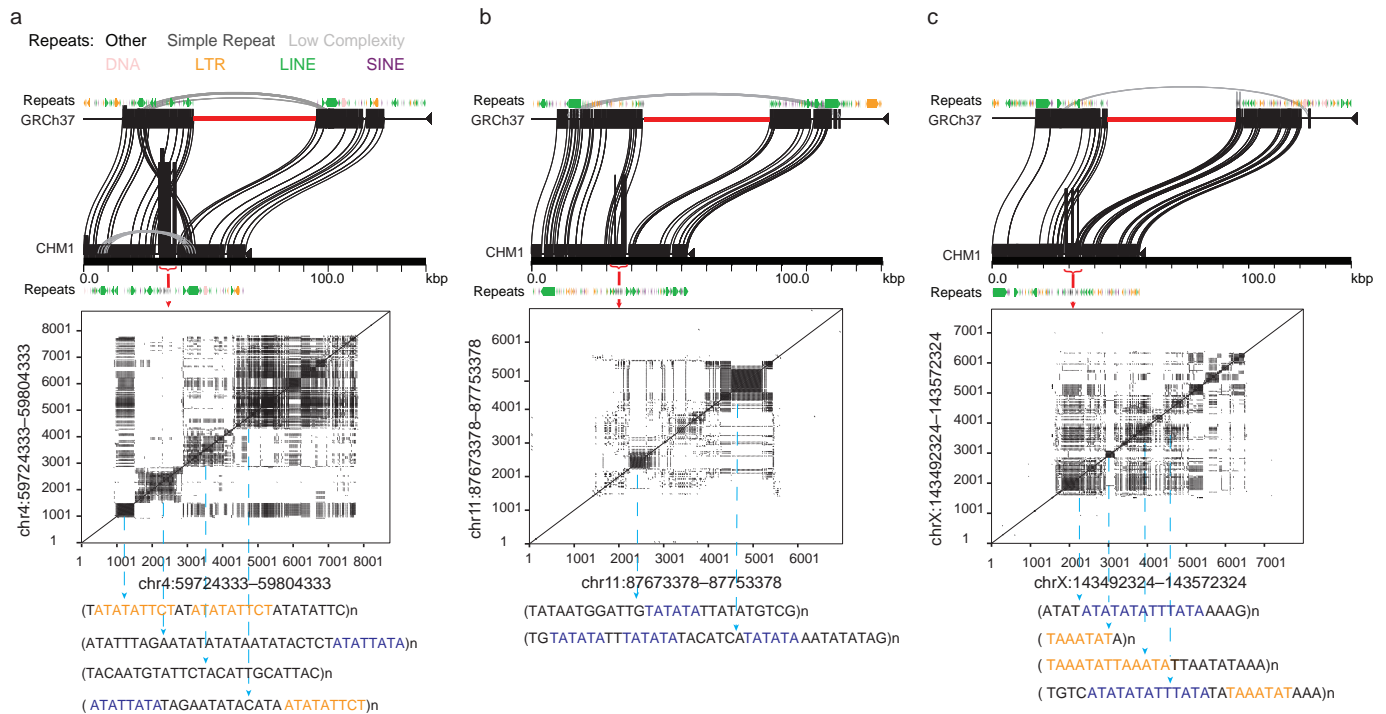 a
Repeats: Other Simple Repeat Low Complexity
DNA LTR LINE SINE
Repeats
GRCh37
CHM1
0.0 100.0 kbp
Repeats
chr4:59724333–59804333
8001
7001
6001
5001
4001
3001
2001
1001
1
1 1001 2001 3001 4001 5001 6001 7001 8001
chr4:59724333–59804333
(TATATATTCTATATATATTCTATATATTC)n
(ATATTTAGAATATATATAATATACTCTATATTATA)n
(TACAATGTATTCTACATTGCATTAC)n
(ATATTATATAGAATATACATAATATATTCT)n
b
Repeats
GRCh37
CHM1
0.0 100.0 kbp
Repeats
chr11:87673378–87753378
6001
5001
4001
3001
2001
1001
1
1 1001 2001 3001 4001 5001 6001
chr11:87673378–87753378
(TATAATGGATTGTATATATTATATGTCG)n
(TGTATATATTTATATATACATCATATATAAATATATAG)n
c
Repeats
GRCh37
CHM1
0.0 100.0 kbp
Repeats
chrX:143492324–143572324
7001
6001
5001
4001
3001
2001
1001
1
1 1001 2001 3001 4001 5001 6001 7001
chrX:143492324–143572324
(ATATATATATATTTATAAAAG)n
(TAAATATA)n
(TAAATATTAAATATTAATATAAA)n
(TGTCATATATATTTATATATAAATATAAA)n